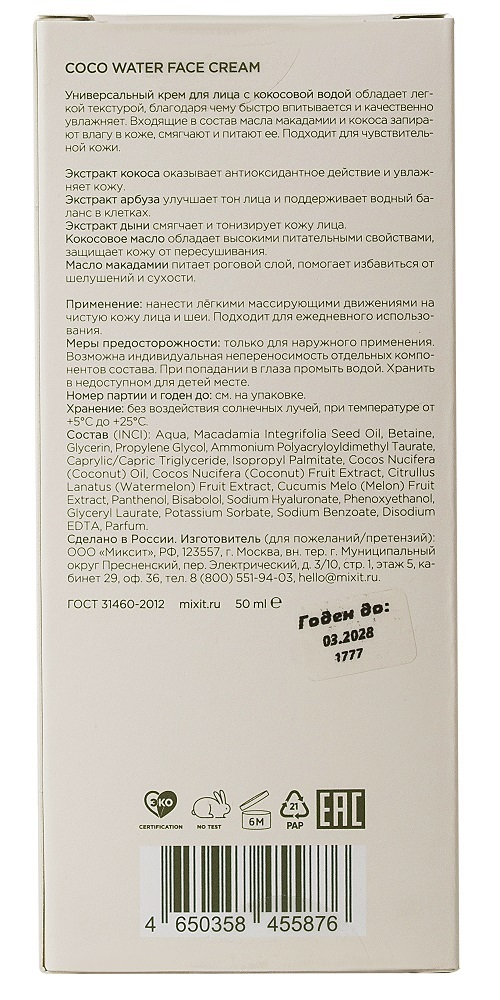 COCO WATER FACE CREAM
Универсальный крем для лица с кокосовой водой обладает лег-
кой текстурой, благодаря чему быстро впитывается и качественно
увлажняет. Входящие в состав масла макадамии и кокоса запира-
ют влагу в коже, смягчают и питают ее. Подходит для чувствитель-
ной кожи.
Экстракт кокоса оказывает антиоксидантное действие и увлаж-
няет кожу.
Экстракт арбуза улучшает тон лица и поддерживает водный ба-
ланс в клетках.
Экстракт дыни смягчает и тонизирует кожу лица.
Кокосовое масло обладает высокими питательными свойствами,
защищает кожу от пересушивания.
Масло макадамии питает роговой слой, помогает избавиться от
шелушений и сухости.
Применение: нанести лёгкими массирующими движениями на
чистую кожу лица и шеи. Подходит для ежедневного использо-
вания.
Меры предосторожности: только для наружного применения.
Возможна индивидуальная непереносимость отдельных компо-
нентов состава. При попадании в глаза промыть водой. Хранить
в недоступном для детей месте.
Номер партии и годен до: см. на упаковке.
Хранение: без воздействия солнечных лучей, при температуре от
+5°C до +25°C.
Состав (INCI): Aqua, Macadamia Integrifolia Seed Oil, Betaine,
Glycerin, Propylene Glycol, Ammonium Polyacryloyldimethyl Taurate,
Caprylic/Capric Triglyceride, Isopropyl Palmitate, Cocos Nucifera
(Coconut) Oil, Cocos Nucifera (Coconut) Fruit Extract, Citrullus
Lanatus (Watermelon) Fruit Extract, Cucumis Melo (Melon) Fruit
Extract, Panthenol, Bisabolol, Sodium Hyaluronate, Phenoxyethanol,
Glyceryl Laurate, Potassium Sorbate, Sodium Benzoate, Disodium
EDTA, Parfum.
Сделано в России. Изготовитель (для пожеланий/претензий):
ООО «Миксит», РФ, 123557, г. Москва, вн. тер. г. Муниципальный
округ Пресненский, пер. Электрический, д. 3/10, стр. 1, этаж 5, ка-
бинет 29, оф. 36, тел. 8 (800) 551-94-03, hello@mixit.ru.
ГОСТ 31460-2012 mixit.ru 50 ml ℮
Годен до:
03.2028
1777
ЭКО
CERTIFICATION
NO TEST
6M
21
PAP
EAC
4 650358 455876